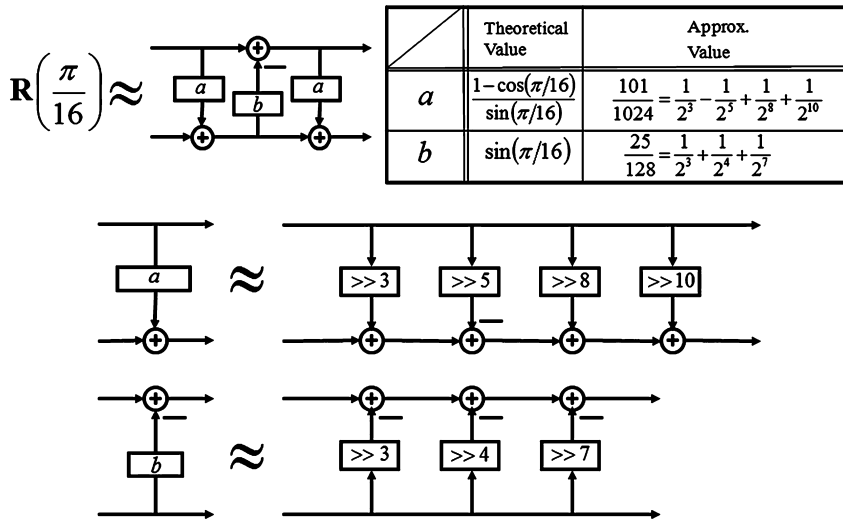 R(π/16) ≈
a
b
a
+
−
+
+
Theoretical Value
Approx. Value
a
(1−cos(π/16))/sin(π/16)
101/1024 = 1/2^3 − 1/2^5 + 1/2^8 + 1/2^10
b
sin(π/16)
25/128 = 1/2^3 + 1/2^4 + 1/2^7
a
≈
>>3
>>5
>>8
>>10
−
+
+
+
+
+
+
+
+
+
−
−
−
−
b
≈
>>3
>>4
>>7